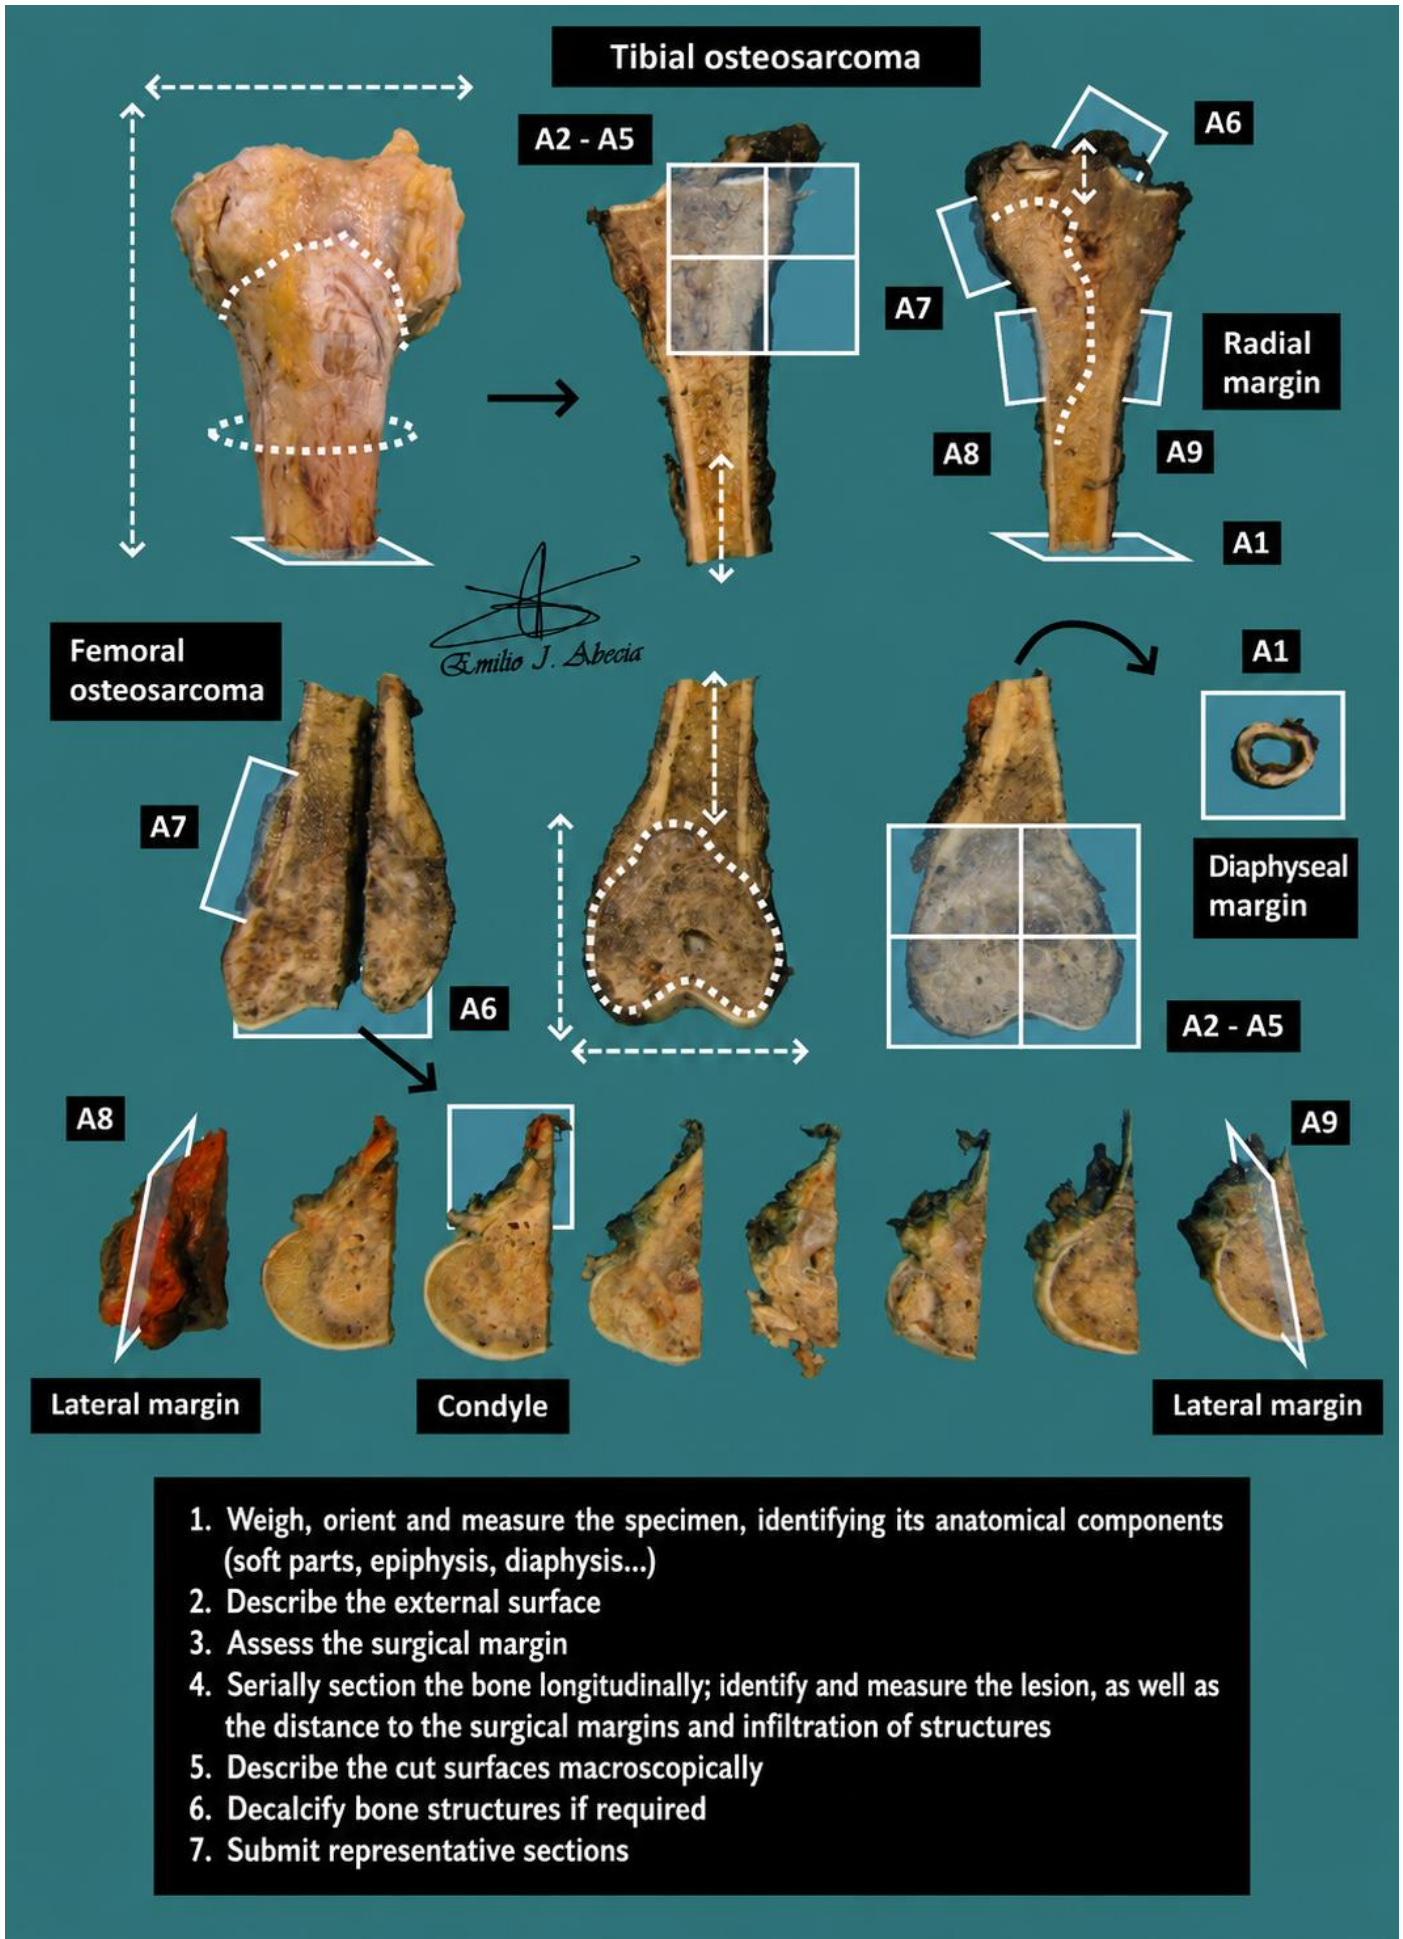 Tibial osteosarcoma
A2 - A5
A6
A7
Radial
margin
A8
A9
A1
Emilio J. Abecia
Femoral
osteosarcoma
A1
A7
Diaphyseal
margin
A6
A2 - A5
A8
A9
Lateral margin
Condyle
Lateral margin
1. Weigh, orient and measure the specimen, identifying its anatomical components
(soft parts, epiphysis, diaphysis...)
2. Describe the external surface
3. Assess the surgical margin
4. Serially section the bone longitudinally; identify and measure the lesion, as well as
the distance to the surgical margins and infiltration of structures
5. Describe the cut surfaces macroscopically
6. Decalcify bone structures if required
7. Submit representative sections